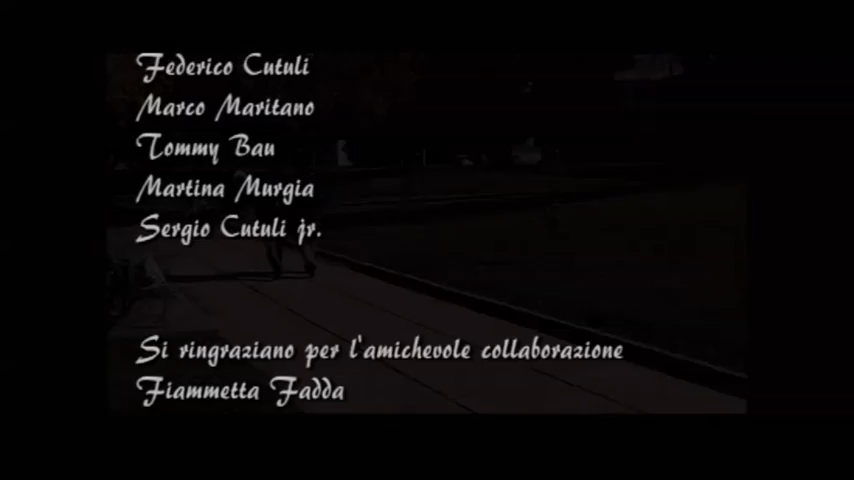 Federico Cutuli
Marco Maritano
Tommy Bau
Martina Murgia
Sergio Cutuli jr.
Si ringraziano per l'amichevole collaborazione
Fiammetta Fadda